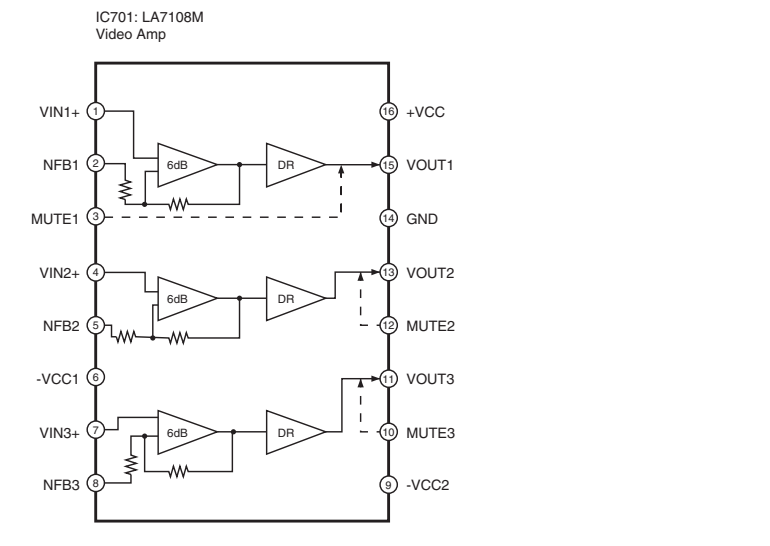 IC701: LA7108M
Video Amp
VIN1+ 1 16 +VCC
NFB1 2 6dB DR 15 VOUT1
MUTE1 3 14 GND
VIN2+ 4 13 VOUT2
6dB DR
NFB2 5 12 MUTE2
-VCC1 6 11 VOUT3
VIN3+ 7 6dB DR 10 MUTE3
NFB3 8 9 -VCC2